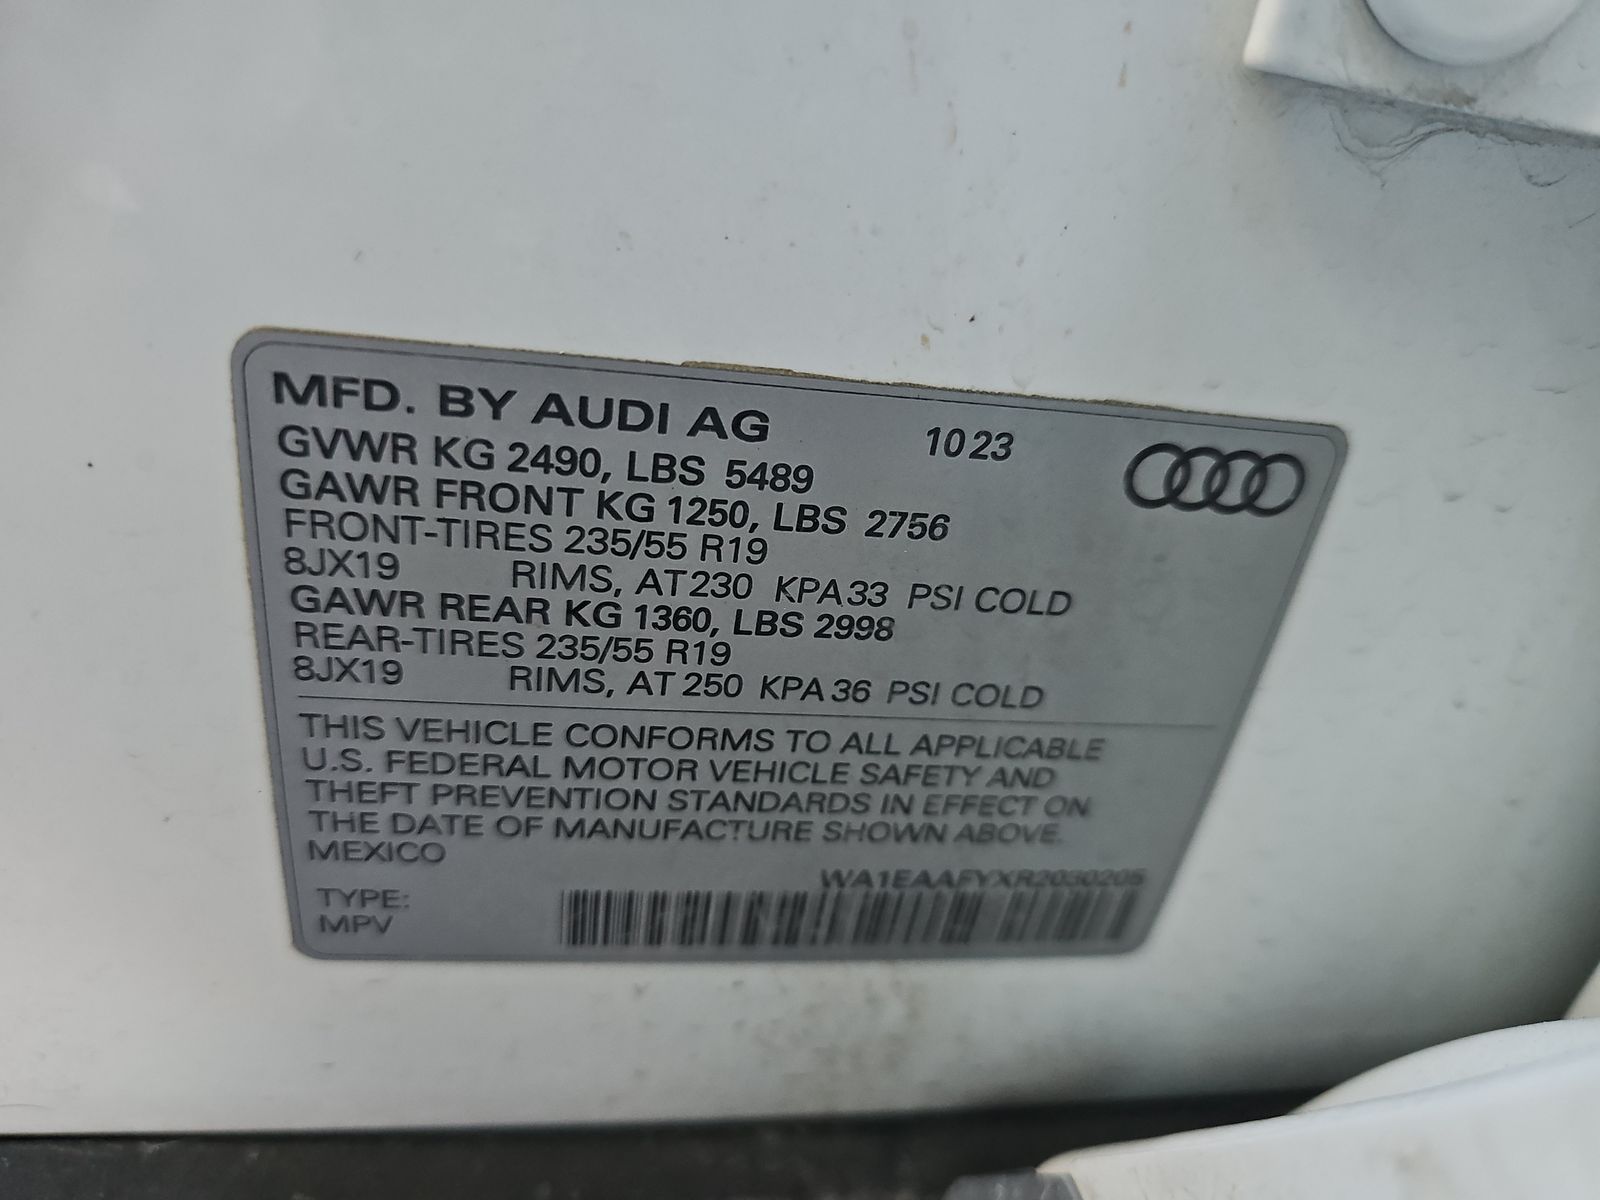 MFD. BY AUDI AG 10 23
GVWR KG 2490, LBS 5489
GAWR FRONT KG 1250, LBS 2756
FRONT-TIRES 235/55 R19
8JX19 RIMS, AT 230 KPA 33 PSI COLD
GAWR REAR KG 1360, LBS 2998
REAR-TIRES 235/55 R19
8JX19 RIMS, AT 250 KPA 36 PSI COLD
THIS VEHICLE CONFORMS TO ALL APPLICABLE
U.S. FEDERAL MOTOR VEHICLE SAFETY AND
THEFT PREVENTION STANDARDS IN EFFECT ON
THE DATE OF MANUFACTURE SHOWN ABOVE.
MEXICO
WA1EAAFYXR2030205
TYPE:
MPV